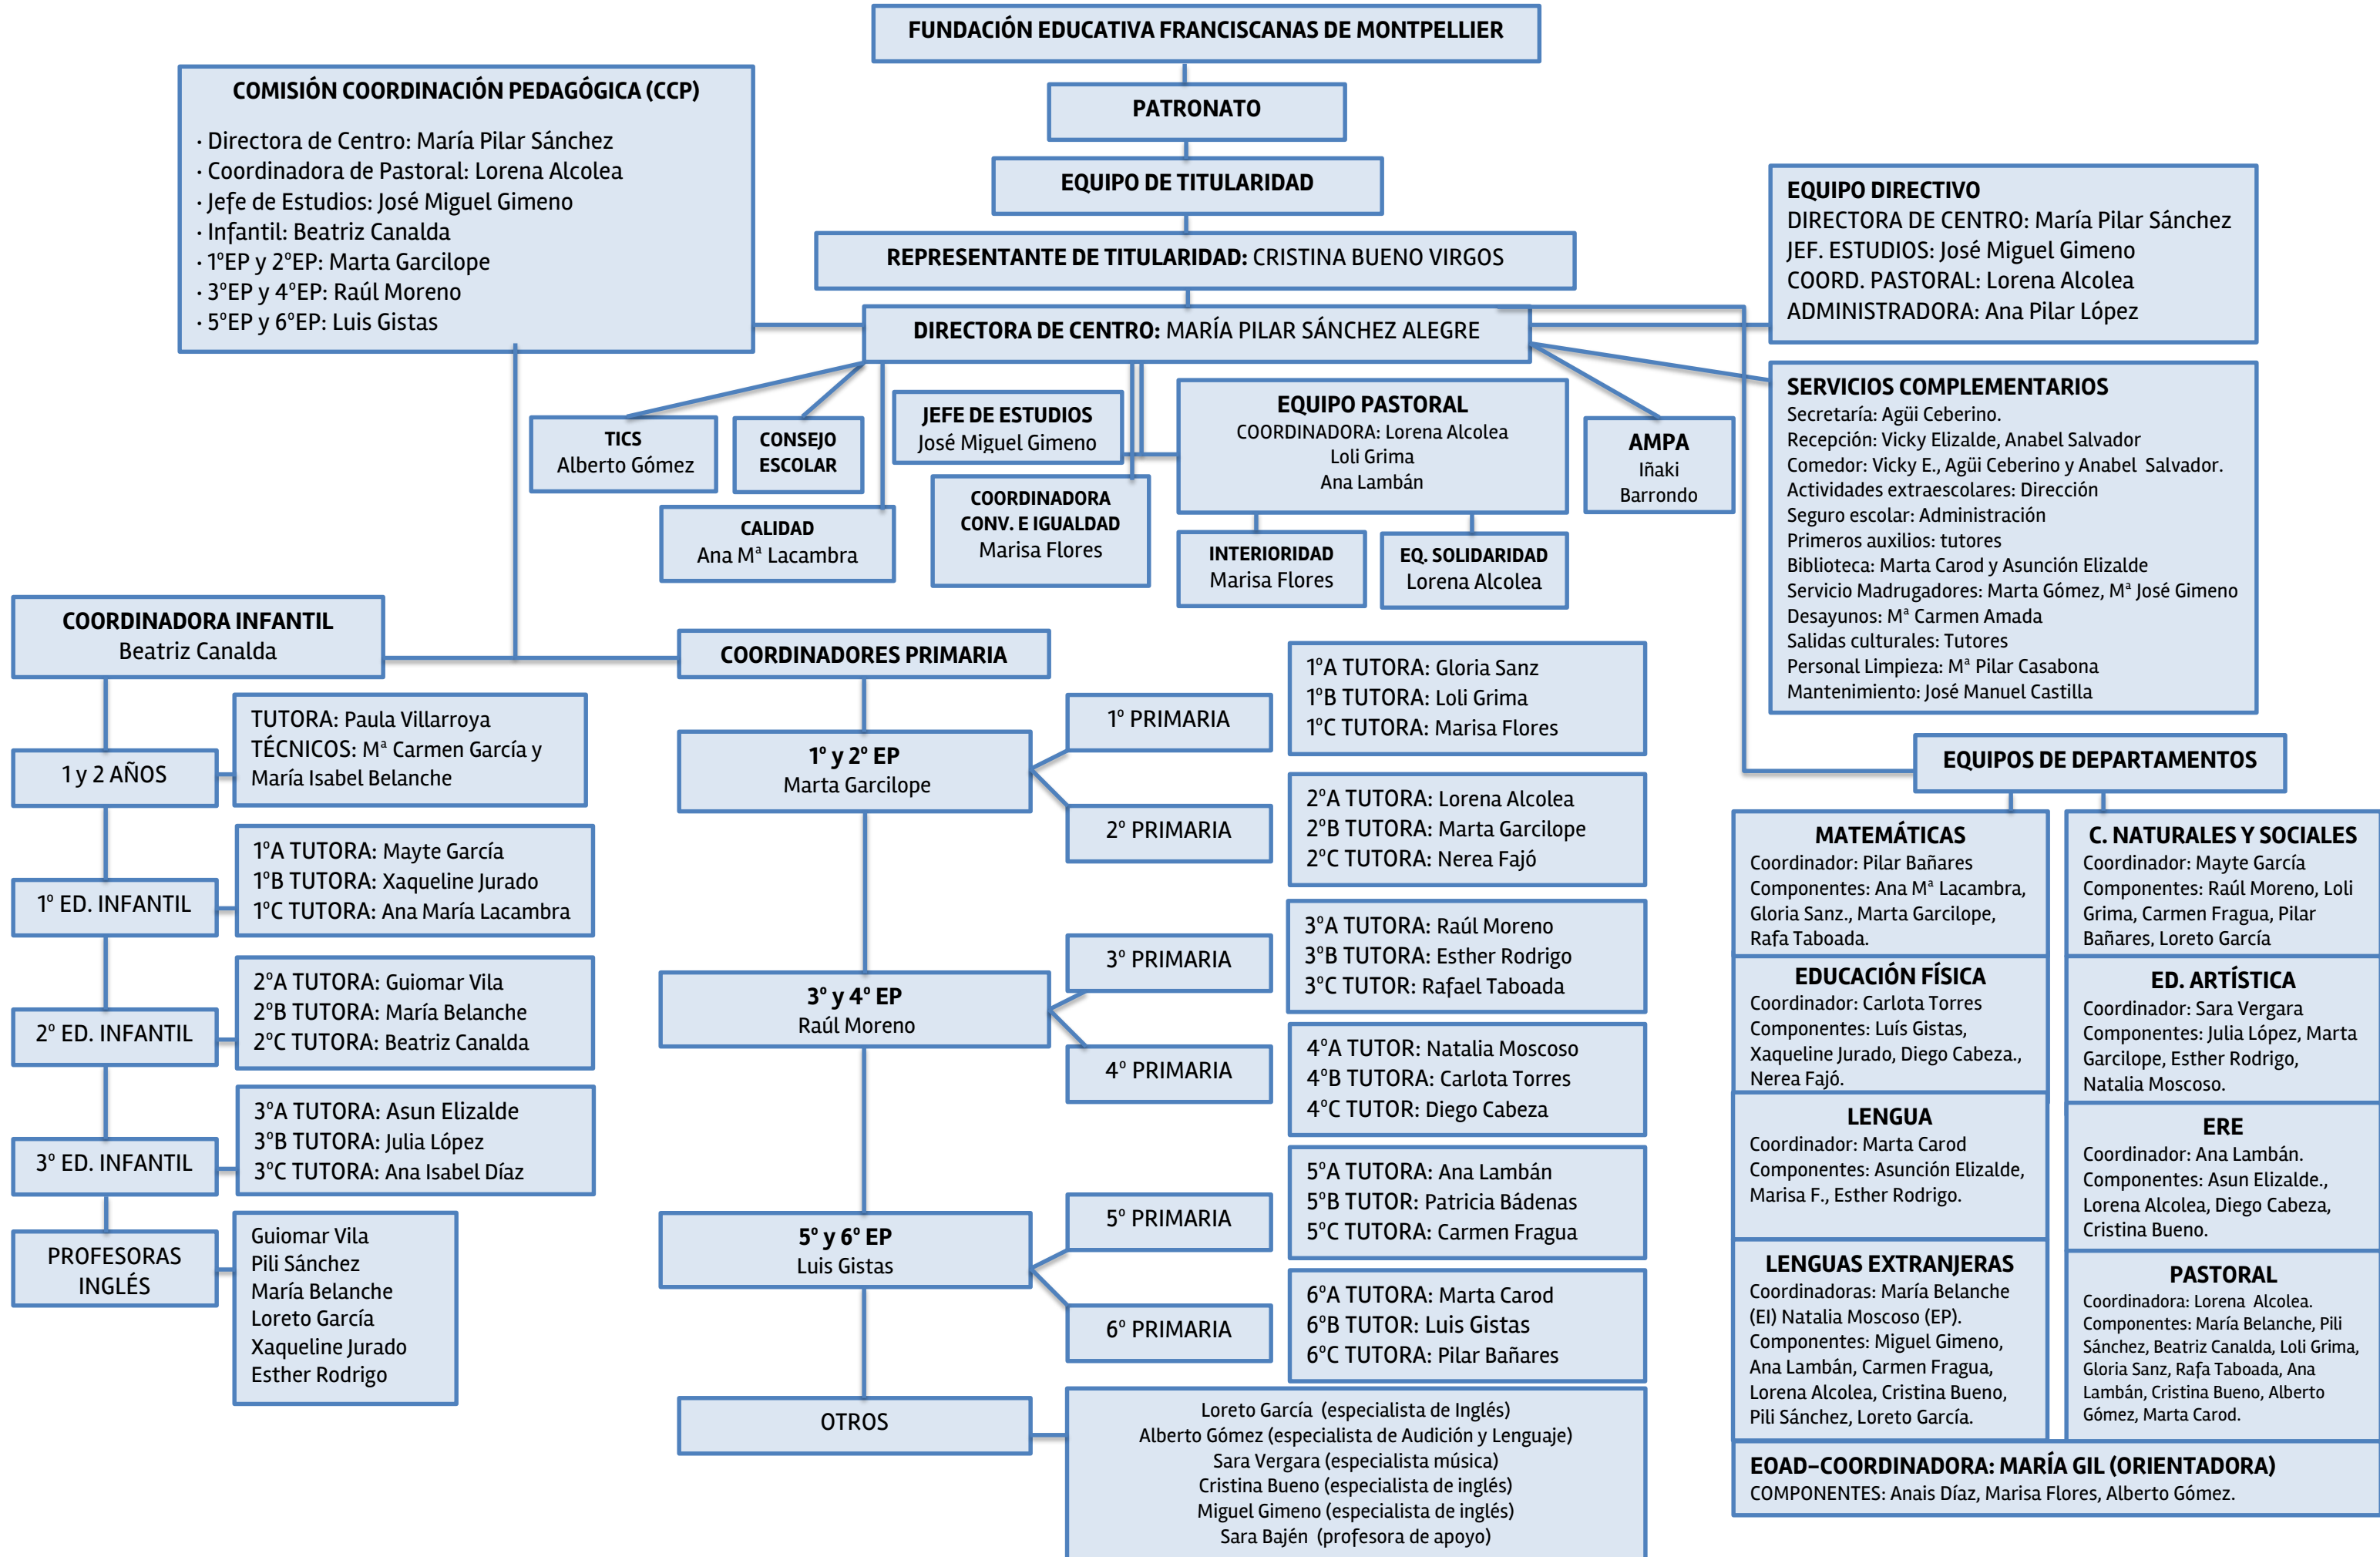 FUNDACIÓN EDUCATIVA FRANCISCANAS DE MONTPELLIER
PATRONATO
EQUIPO DE TITULARIDAD
REPRESENTANTE DE TITULARIDAD: CRISTINA BUENO VIRGOS
DIRECTORA DE CENTRO: MARÍA PILAR SÁNCHEZ ALEGRE
COMISIÓN COORDINACIÓN PEDAGÓGICA (CCP)
· Directora de Centro: María Pilar Sánchez
· Coordinadora de Pastoral: Lorena Alcolea
· Jefe de Estudios: José Miguel Gimeno
· Infantil: Beatriz Canalda
· 1ºEP y 2ºEP: Marta Garcilope
· 3ºEP y 4ºEP: Raúl Moreno
· 5ºEP y 6ºEP: Luis Gistas
EQUIPO DIRECTIVO
DIRECTORA DE CENTRO: María Pilar Sánchez
JEF. ESTUDIOS: José Miguel Gimeno
COORD. PASTORAL: Lorena Alcolea
ADMINISTRADORA: Ana Pilar López
TICS
Alberto Gómez
CONSEJO
ESCOLAR
CALIDAD
Ana Mª Lacambra
JEFE DE ESTUDIOS
José Miguel Gimeno
COORDINADORA
CONV. E IGUALDAD
Marisa Flores
EQUIPO PASTORAL
COORDINADORA: Lorena Alcolea
Loli Grima
Ana Lambán
INTERIORIDAD
Marisa Flores
EQ. SOLIDARIDAD
Lorena Alcolea
AMPA
Iñaki
Barrondo
SERVICIOS COMPLEMENTARIOS
Secretaría: Agüi Ceberino.
Recepción: Vicky Elizalde, Anabel Salvador
Comedor: Vicky E., Agüi Ceberino y Anabel Salvador.
Actividades extraescolares: Dirección
Seguro escolar: Administración
Primeros auxilios: tutores
Biblioteca: Marta Carod y Asunción Elizalde
Servicio Madrugadores: Marta Gómez, Mª José Gimeno
Desayunos: Mª Carmen Amada
Salidas culturales: Tutores
Personal Limpieza: Mª Pilar Casabona
Mantenimiento: José Manuel Castilla
COORDINADORA INFANTIL
Beatriz Canalda
1 y 2 AÑOS
TUTORA: Paula Villarroya
TÉCNICOS: Mª Carmen García y
María Isabel Belanche
1º ED. INFANTIL
1ºA TUTORA: Mayte García
1ºB TUTORA: Xaqueline Jurado
1ºC TUTORA: Ana María Lacambra
2º ED. INFANTIL
2ºA TUTORA: Guiomar Vila
2ºB TUTORA: María Belanche
2ºC TUTORA: Beatriz Canalda
3º ED. INFANTIL
3ºA TUTORA: Asun Elizalde
3ºB TUTORA: Julia López
3ºC TUTORA: Ana Isabel Díaz
PROFESORAS
INGLÉS
Guiomar Vila
Pili Sánchez
María Belanche
Loreto García
Xaqueline Jurado
Esther Rodrigo
COORDINADORES PRIMARIA
1º y 2º EP
Marta Garcilope
1º PRIMARIA
1ºA TUTORA: Gloria Sanz
1ºB TUTORA: Loli Grima
1ºC TUTORA: Marisa Flores
2º PRIMARIA
2ºA TUTORA: Lorena Alcolea
2ºB TUTORA: Marta Garcilope
2ºC TUTORA: Nerea Fajó
3º y 4º EP
Raúl Moreno
3º PRIMARIA
3ºA TUTORA: Raúl Moreno
3ºB TUTORA: Esther Rodrigo
3ºC TUTOR: Rafael Taboada
4º PRIMARIA
4ºA TUTOR: Natalia Moscoso
4ºB TUTORA: Carlota Torres
4ºC TUTOR: Diego Cabeza
5º y 6º EP
Luis Gistas
5º PRIMARIA
5ºA TUTORA: Ana Lambán
5ºB TUTOR: Patricia Bádenas
5ºC TUTORA: Carmen Fragua
6º PRIMARIA
6ºA TUTORA: Marta Carod
6ºB TUTOR: Luis Gistas
6ºC TUTORA: Pilar Bañares
OTROS
Loreto García (especialista de Inglés)
Alberto Gómez (especialista de Audición y Lenguaje)
Sara Vergara (especialista música)
Cristina Bueno (especialista de inglés)
Miguel Gimeno (especialista de inglés)
Sara Bajén (profesora de apoyo)
EQUIPOS DE DEPARTAMENTOS
MATEMÁTICAS
Coordinador: Pilar Bañares
Componentes: Ana Mª Lacambra,
Gloria Sanz., Marta Garcilope,
Rafa Taboada.
EDUCACIÓN FÍSICA
Coordinador: Carlota Torres
Componentes: Luís Gistas,
Xaqueline Jurado, Diego Cabeza.,
Nerea Fajó.
LENGUA
Coordinador: Marta Carod
Componentes: Asunción Elizalde,
Marisa F., Esther Rodrigo.
LENGUAS EXTRANJERAS
Coordinadoras: María Belanche
(EI) Natalia Moscoso (EP).
Componentes: Miguel Gimeno,
Ana Lambán, Carmen Fragua,
Lorena Alcolea, Cristina Bueno,
Pili Sánchez, Loreto García.
C. NATURALES Y SOCIALES
Coordinador: Mayte García
Componentes: Raúl Moreno, Loli
Grima, Carmen Fragua, Pilar
Bañares, Loreto García
ED. ARTÍSTICA
Coordinador: Sara Vergara
Componentes: Julia López, Marta
Garcilope, Esther Rodrigo,
Natalia Moscoso.
ERE
Coordinador: Ana Lambán.
Componentes: Asun Elizalde.,
Lorena Alcolea, Diego Cabeza,
Cristina Bueno.
PASTORAL
Coordinadora: Lorena Alcolea.
Componentes: María Belanche, Pili
Sánchez, Beatriz Canalda, Loli Grima,
Gloria Sanz, Rafa Taboada, Ana
Lambán, Cristina Bueno, Alberto
Gómez, Marta Carod.
EOAD-COORDINADORA: MARÍA GIL (ORIENTADORA)
COMPONENTES: Anais Díaz, Marisa Flores, Alberto Gómez.